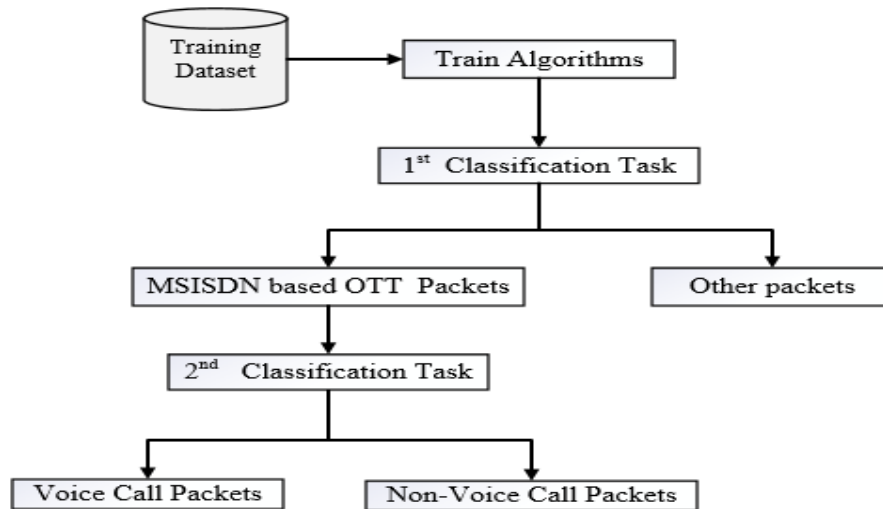 Training
Dataset
Train Algorithms
1st Classification Task
MSISDN based OTT Packets
Other packets
2nd Classification Task
Voice Call Packets
Non-Voice Call Packets